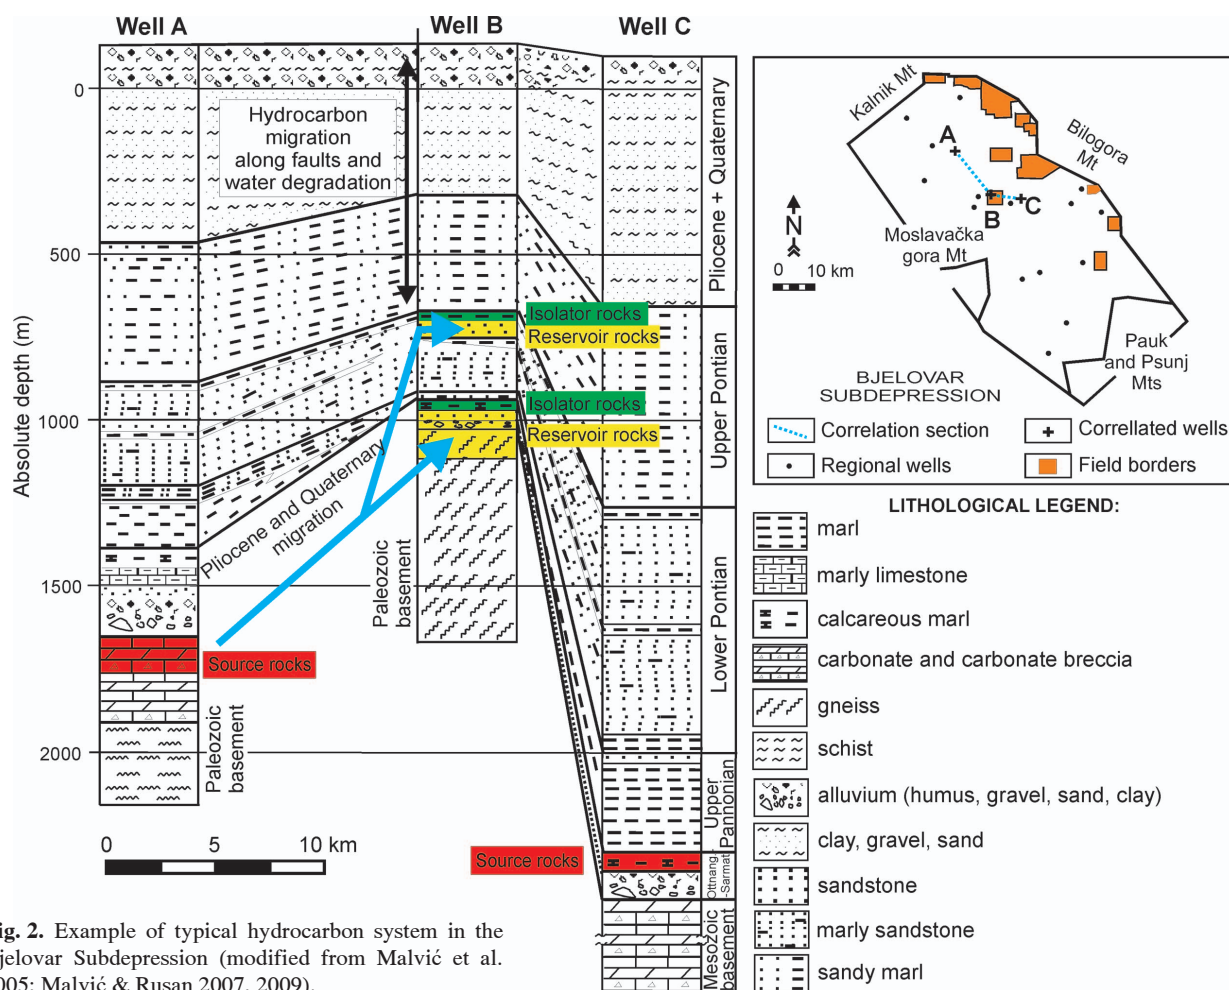 Well A
Well B
Well C
0
500
1000
1500
2000
Absolute depth (m)
Hydrocarbon
migration
along faults and
water degradation
Isolator rocks
Reservoir rocks
Isolator rocks
Reservoir rocks
Pliocene and Quaternary
migration
Source rocks
Paleozoic
basement
Paleozoic
basement
Source rocks
Pliocene + Quaternary
Upper Pontian
Lower Pontian
Upper
Pannonian
Ottnang.-
-Sarmat.
Mesozoic
basement
0 5 10 km
Kalnik Mt
Bilogora
Mt
A
B
C
Moslavačka
gora Mt
N
0 10 km
Pauk
and Psunj
Mts
BJELOVAR
SUBDEPRESSION
Correlation section
Corellated wells
Regional wells
Field borders
LITHOLOGICAL LEGEND:
marl
marly limestone
calcareous marl
carbonate and carbonate breccia
gneiss
schist
alluvium (humus, gravel, sand, clay)
clay, gravel, sand
sandstone
marly sandstone
sandy marl
ig. 2. Example of typical hydrocarbon system in the
jelovar Subdepression (modified from Malvić et al.
005; Malvić & Rusan 2007, 2009).